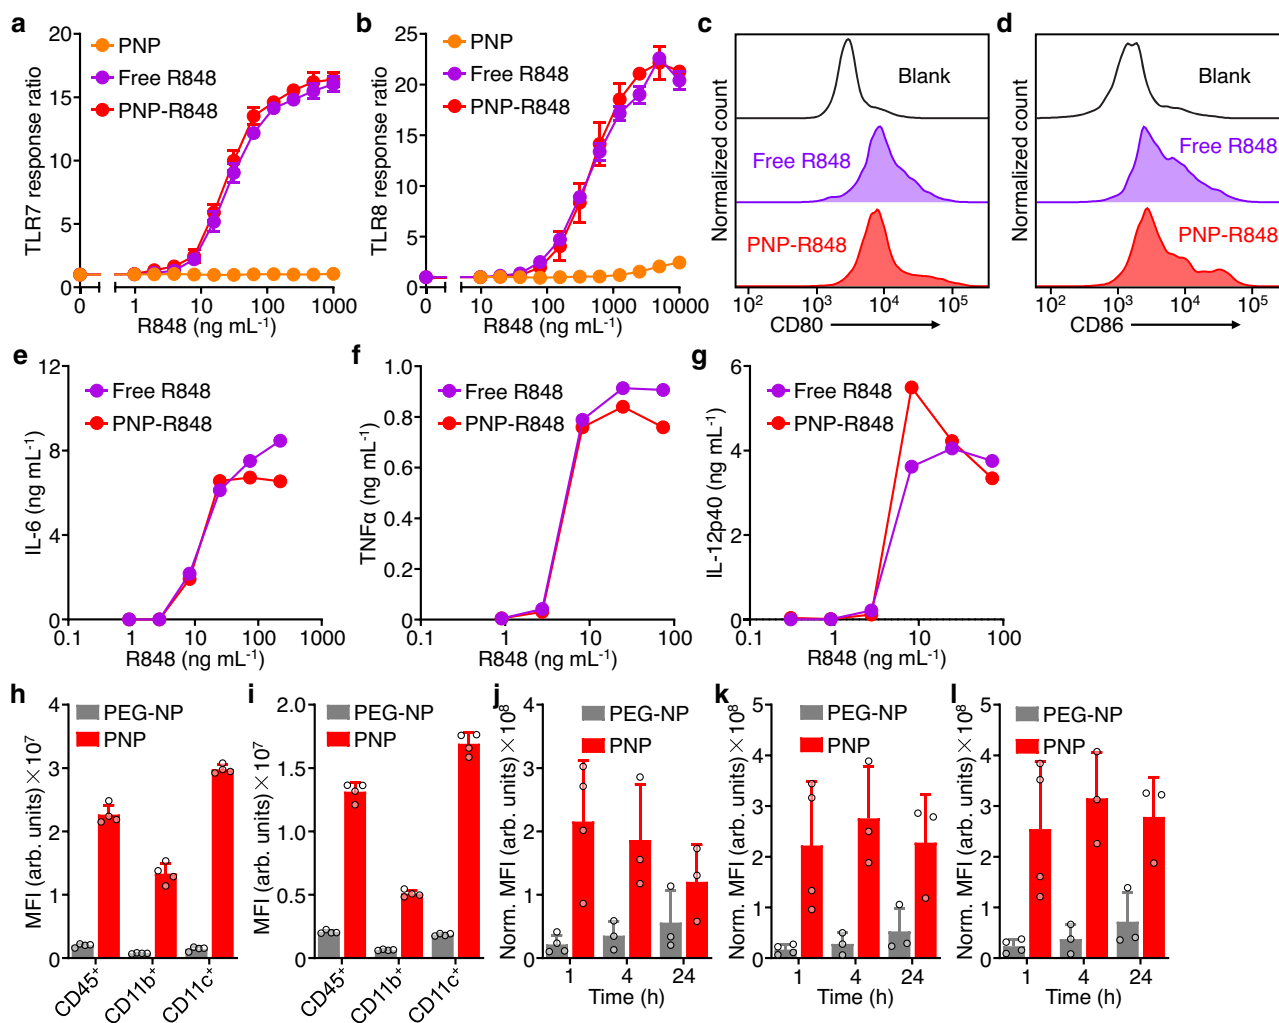 a
20
15
10
5
0
TLR7 response ratio
PNP
Free R848
PNP-R848
0
1
10
100
1000
R848 (ng mL⁻¹)
b
25
20
15
10
5
0
TLR8 response ratio
PNP
Free R848
PNP-R848
0
10
100
1000
10000
R848 (ng mL⁻¹)
c
Normalized count
Blank
Free R848
PNP-R848
10²
10³
10⁴
10⁵
CD80
d
Normalized count
Blank
Free R848
PNP-R848
10²
10³
10⁴
10⁵
CD86
e
12
8
4
0
IL-6 (ng mL⁻¹)
Free R848
PNP-R848
0.1
1
10
100
1000
R848 (ng mL⁻¹)
f
1.0
0.8
0.6
0.4
0.2
0
TNFα (ng mL⁻¹)
Free R848
PNP-R848
0.1
1
10
100
R848 (ng mL⁻¹)
g
6
4
2
0
IL-12p40 (ng mL⁻¹)
Free R848
PNP-R848
0.1
1
10
100
R848 (ng mL⁻¹)
h
4
3
2
1
0
MFI (arb. units) × 10⁷
PEG-NP
PNP
CD45⁺
CD11b⁺
CD11c⁺
i
2.0
1.5
1.0
0.5
0
MFI (arb. units) × 10⁷
PEG-NP
PNP
CD45⁺
CD11b⁺
CD11c⁺
j
5
4
3
2
1
0
Norm. MFI (arb. units) × 10⁸
PEG-NP
PNP
1
4
24
Time (h)
k
5
4
3
2
1
0
Norm. MFI (arb. units) × 10⁸
PEG-NP
PNP
1
4
24
Time (h)
l
5
4
3
2
1
0
Norm. MFI (arb. units) × 10⁸
PEG-NP
PNP
1
4
24
Time (h)